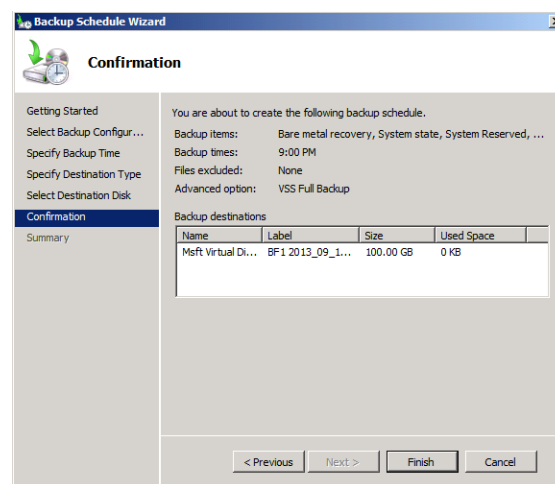 Backup Schedule Wizard
Confirmation
Getting Started
Select Backup Configur...
Specify Backup Time
Specify Destination Type
Select Destination Disk
Confirmation
Summary
You are about to create the following backup schedule.
Backup items: Bare metal recovery, System state, System Reserved, ...
Backup times: 9:00 PM
Files excluded: None
Advanced option: VSS Full Backup
Backup destinations
Name Label Size Used Space
Msft Virtual Di... BF1 2013_09_1... 100.00 GB 0 KB
< Previous Next > Finish Cancel